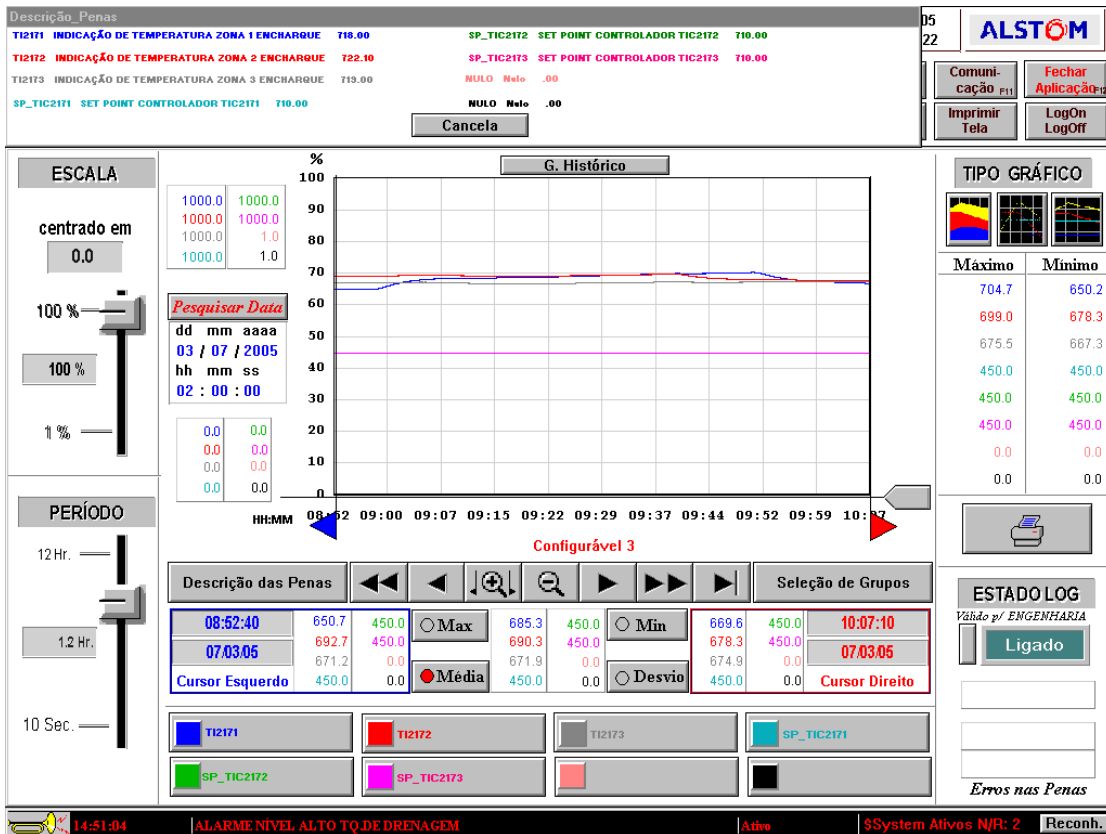 Descrição_Penas
TI2171 INDICAÇÃO DE TEMPERATURA ZONA 1 ENCHARQUE 718.00
SP_TIC2172 SET POINT CONTROLADOR TIC2172 710.00
TI2172 INDICAÇÃO DE TEMPERATURA ZONA 2 ENCHARQUE 722.10
SP_TIC2173 SET POINT CONTROLADOR TIC2173 710.00
TI2173 INDICAÇÃO DE TEMPERATURA ZONA 3 ENCHARQUE 719.00
NULO Nulo .00
SP_TIC2171 SET POINT CONTROLADOR TIC2171 710.00
NULO Nulo .00
Cancela
05
22
ALSTOM
Comuni-
cação F11
Fechar
Aplicação F12
Imprimir
Tela
LogOn
LogOff
ESCALA
centrado em
0.0
100 %
100 %
1 %
PERÍODO
12 Hr.
1.2 Hr.
10 Sec.
1000.0 1000.0
1000.0 1000.0
1000.0 1.0
1000.0 1.0
Pesquisar Data
dd mm aaaa
03 / 07 / 2005
hh mm ss
02 : 00 : 00
0.0 0.0
0.0 0.0
0.0 0.0
0.0 0.0
G. Histórico
%
100
90
80
70
60
50
40
30
20
10
0
HH:MM 08:52 09:00 09:07 09:15 09:22 09:29 09:37 09:44 09:52 09:59 10:07
Configurável 3
TIPO GRÁFICO
Máximo Mínimo
704.7 650.2
699.0 678.3
675.5 667.3
450.0 450.0
450.0 450.0
450.0 450.0
0.0 0.0
0.0 0.0
Descrição das Penas
Seleção de Grupos
08:52:40
07/03/05
Cursor Esquerdo
650.7 450.0
692.7 450.0
671.2 0.0
450.0 0.0
Max
Média
685.3 450.0
690.3 450.0
671.9 0.0
450.0 0.0
Min
Desvio
669.6 450.0
678.3 450.0
674.9 0.0
450.0 0.0
10:07:10
07/03/05
Cursor Direito
ESTADO LOG
Válido p/ ENGENHARIA
Ligado
Erros nas Penas
TI2171
TI2172
TI2173
SP_TIC2171
SP_TIC2172
SP_TIC2173
14:51:04 ALARME NÍVEL ALTO TQ.DE DRENAGEM Ativo $System Ativos N/R: 2 Reconh.